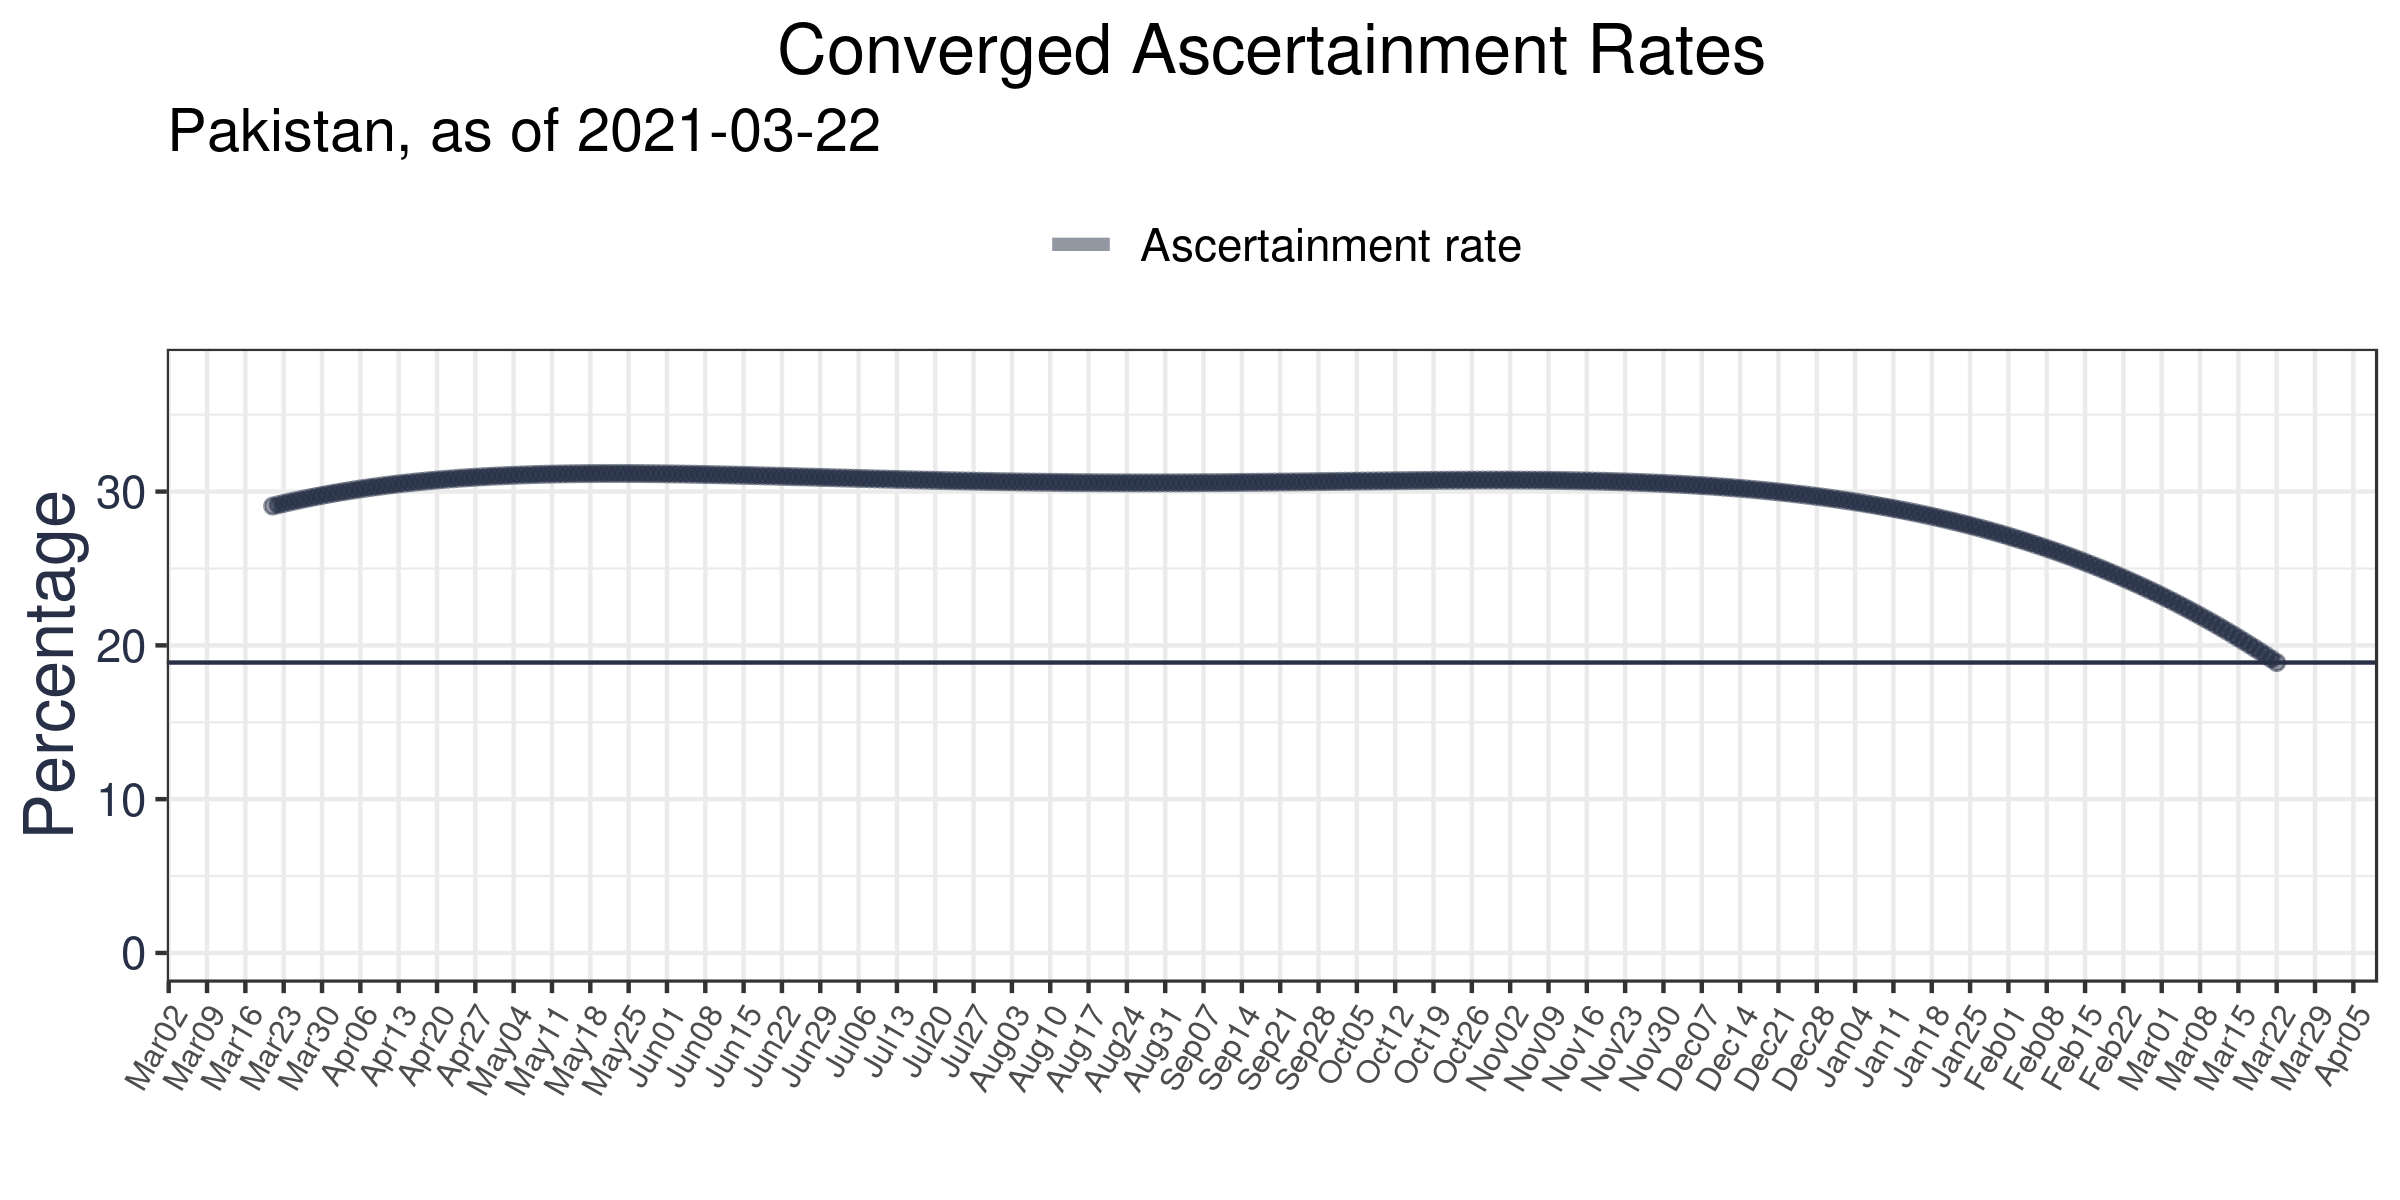 Converged Ascertainment Rates
Pakistan, as of 2021-03-22
Ascertainment rate
Percentage
30
20
10
0
Mar02 Mar09 Mar16 Mar23 Mar30 Apr06 Apr13 Apr20 Apr27 May04 May11 May18 May25 Jun01 Jun08 Jun15 Jun22 Jun29 Jul06 Jul13 Jul20 Jul27 Aug03 Aug10 Aug17 Aug24 Aug31 Sep07 Sep14 Sep21 Sep28 Oct05 Oct12 Oct19 Oct26 Nov02 Nov09 Nov16 Nov23 Nov30 Dec07 Dec14 Dec21 Dec28 Jan04 Jan11 Jan18 Jan25 Feb01 Feb08 Feb15 Feb22 Mar01 Mar08 Mar15 Mar22 Mar29 Apr05